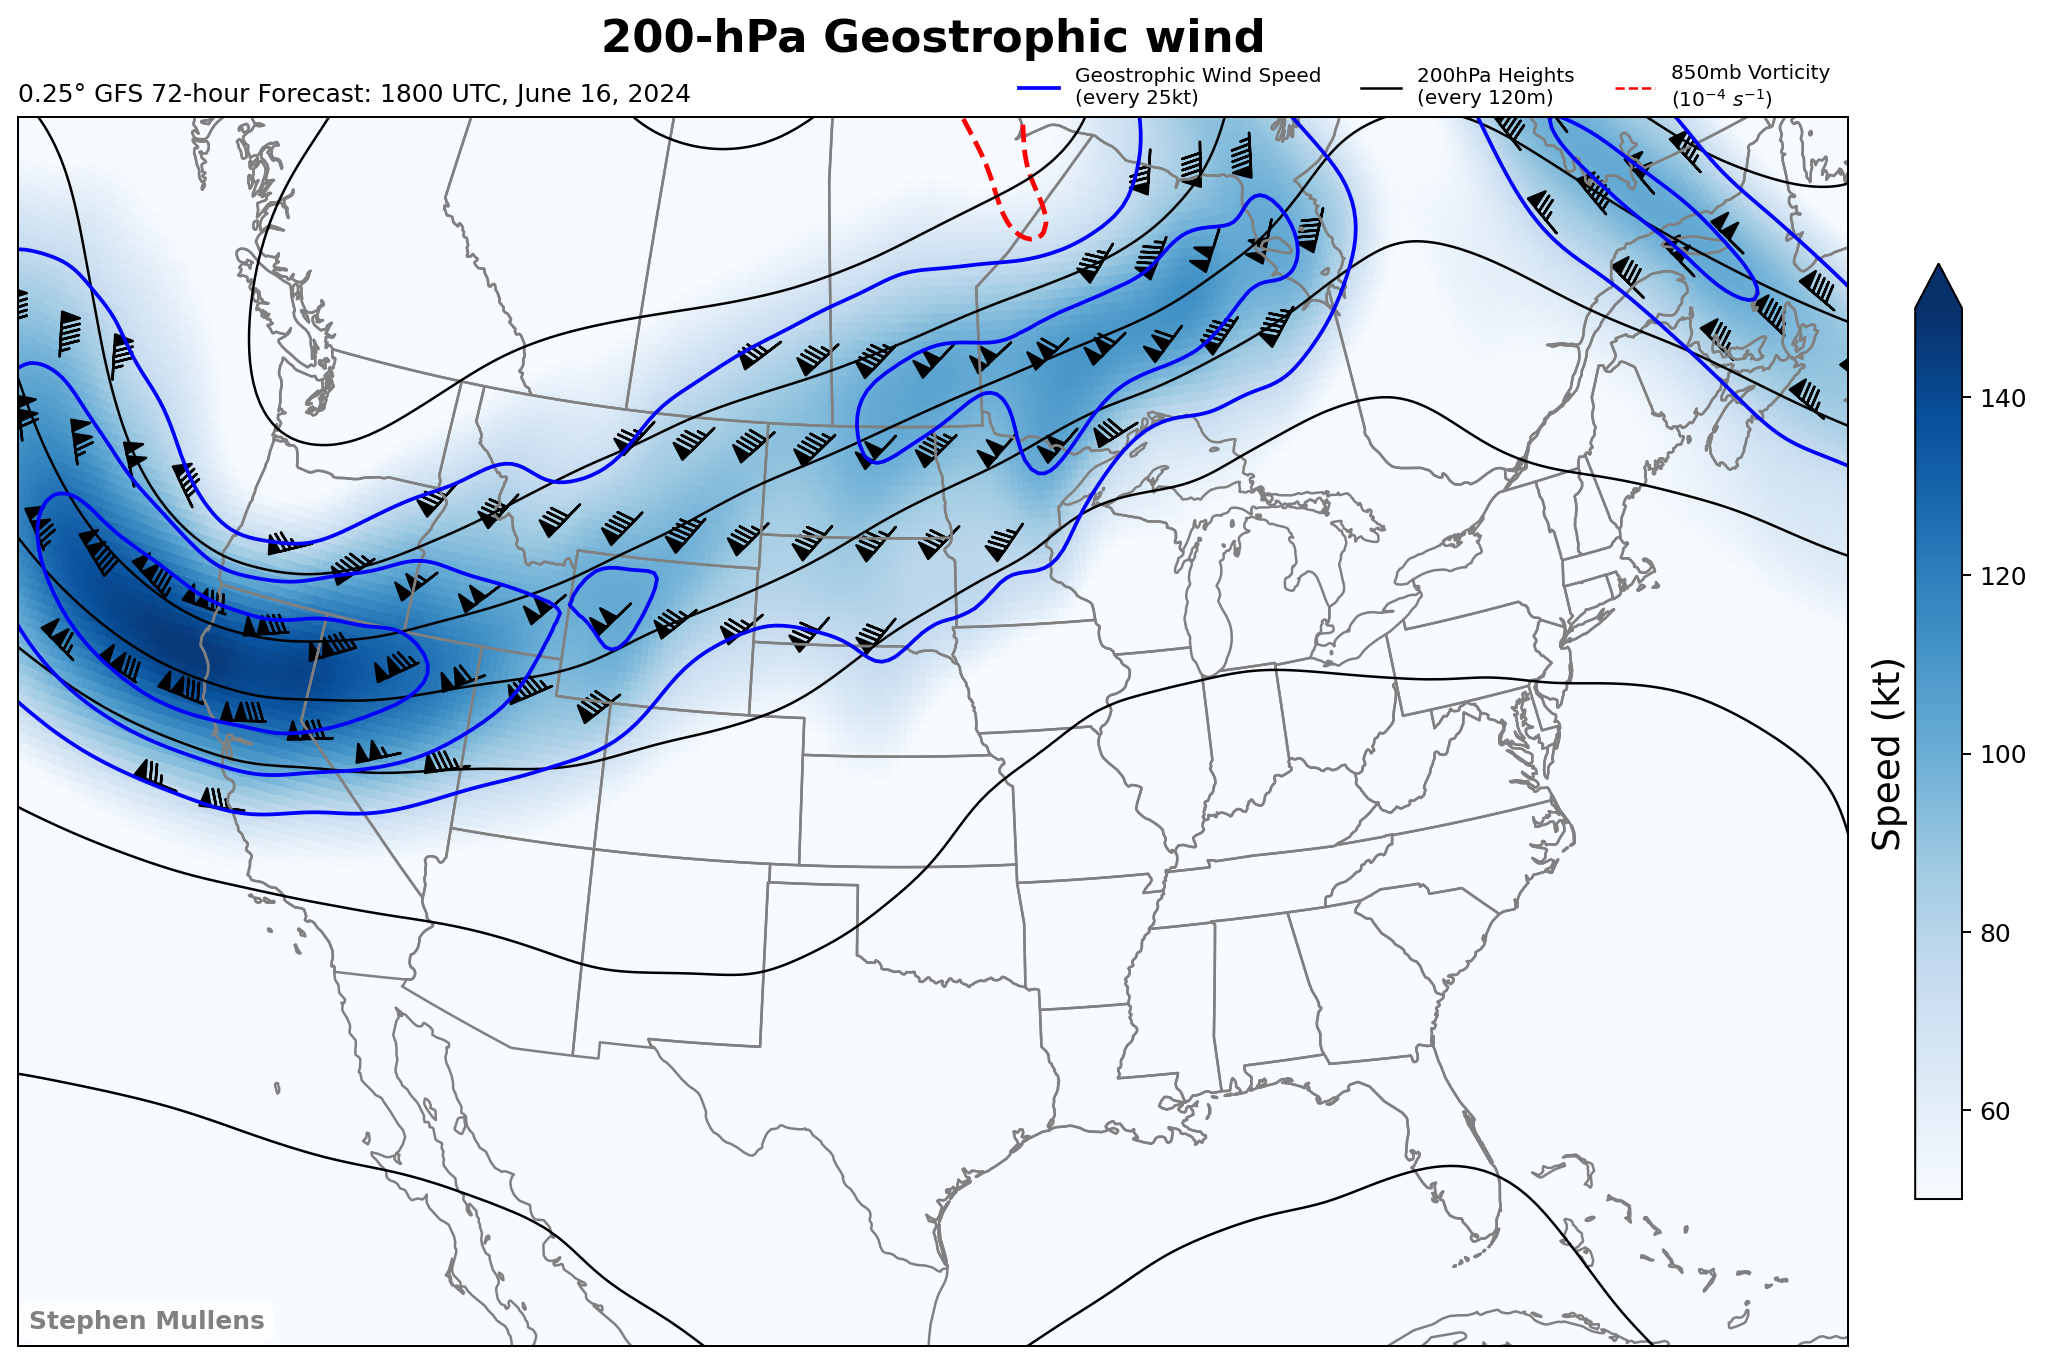 200-hPa Geostrophic wind
0.25° GFS 72-hour Forecast: 1800 UTC, June 16, 2024
Geostrophic Wind Speed
(every 25kt)
200hPa Heights
(every 120m)
850mb Vorticity
(10⁻⁴ s⁻¹)
140
120
100
80
60
Speed (kt)
Stephen Mullens